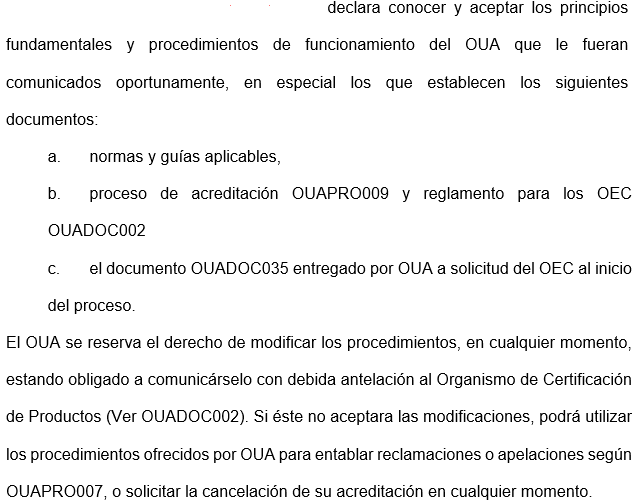 declara conocer y aceptar los principios
fundamentales y procedimientos de funcionamiento del OUA que le fueran
comunicados oportunamente, en especial los que establecen los siguientes
documentos:
a. normas y guías aplicables,
b. proceso de acreditación OUAPRO009 y reglamento para los OEC
OUADOC002
c. el documento OUADOC035 entregado por OUA a solicitud del OEC al inicio
del proceso.
El OUA se reserva el derecho de modificar los procedimientos, en cualquier momento,
estando obligado a comunicárselo con debida antelación al Organismo de Certificación
de Productos (Ver OUADOC002). Si éste no aceptara las modificaciones, podrá utilizar
los procedimientos ofrecidos por OUA para entablar reclamaciones o apelaciones según
OUAPRO007, o solicitar la cancelación de su acreditación en cualquier momento.